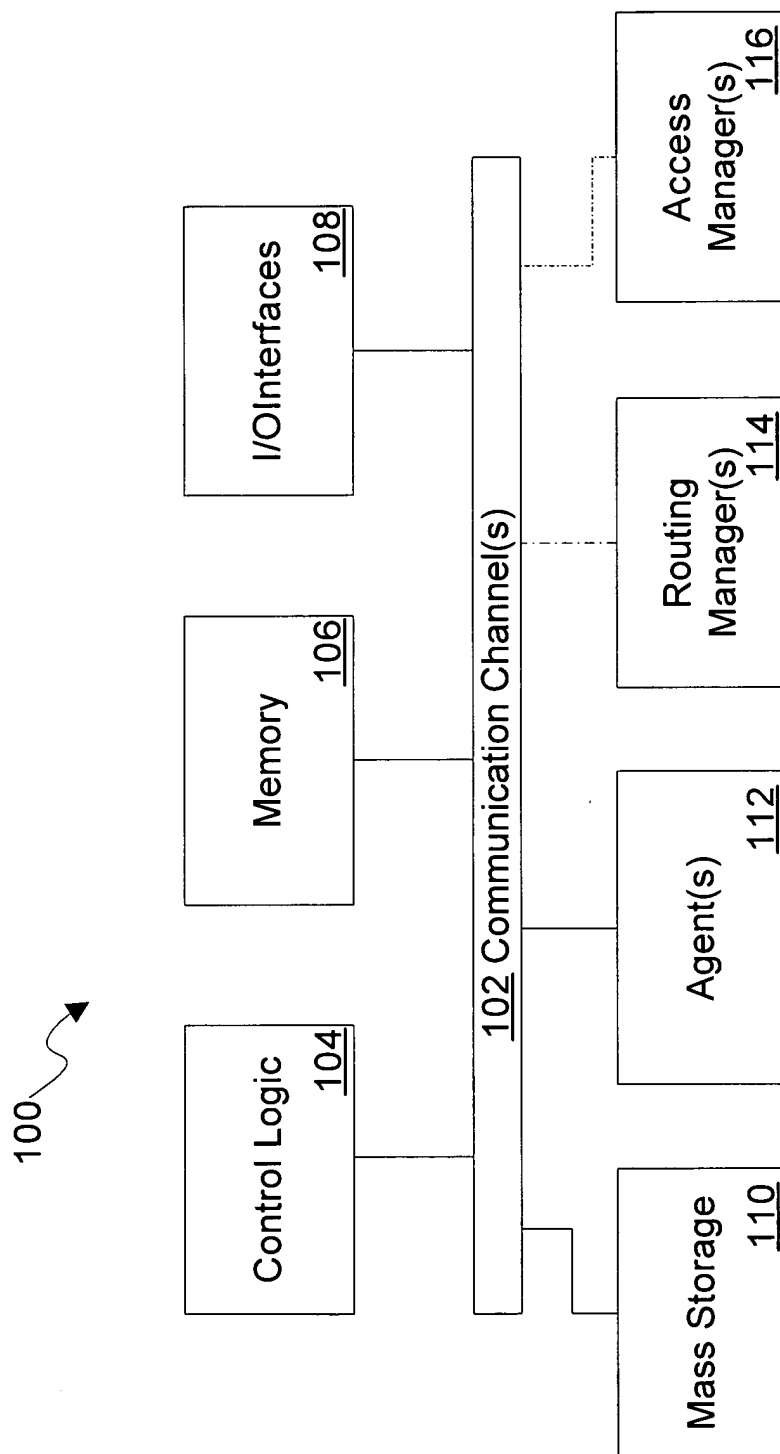 100
Control Logic
104
Memory
106
I/OInterfaces
108
102 Communication Channel(s)
Mass Storage
110
Agent(s)
112
Routing
Manager(s)
114
Access
Manager(s)
116